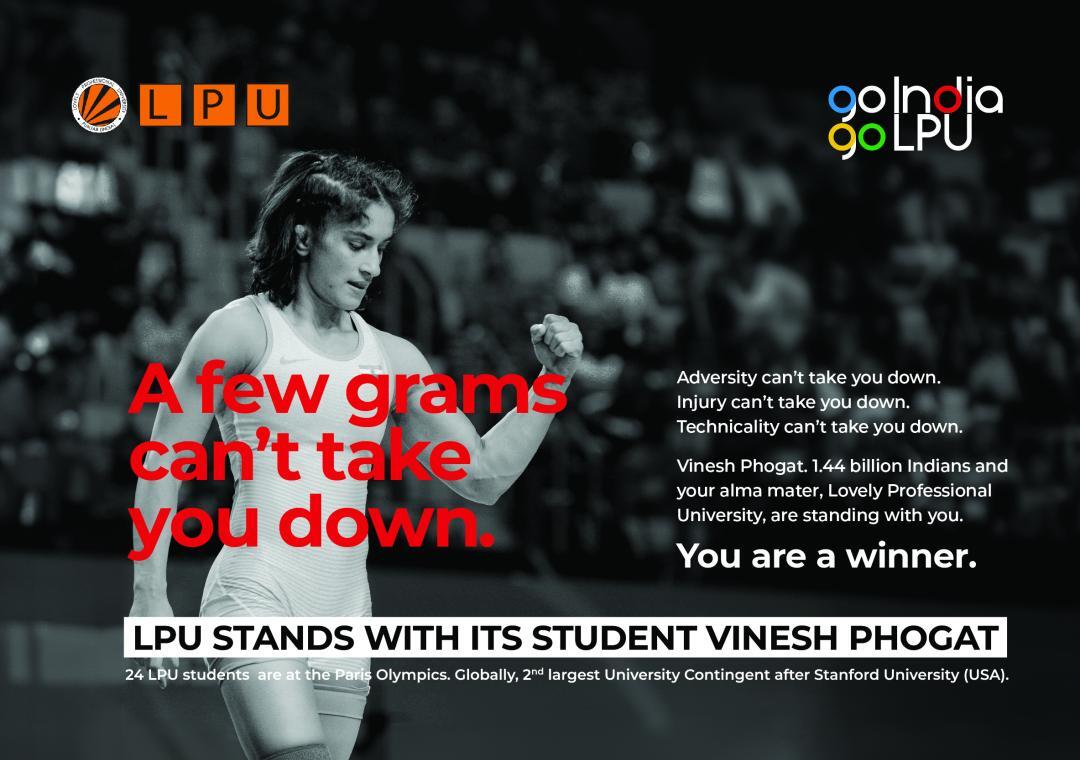 LPU
go India
go LPU
A few grams
can't take
you down.
Adversity can't take you down.
Injury can't take you down.
Technicality can't take you down.
Vinesh Phogat. 1.44 billion Indians and
your alma mater, Lovely Professional
University, are standing with you.
You are a winner.
LPU STANDS WITH ITS STUDENT VINESH PHOGAT
24 LPU students are at the Paris Olympics. Globally, 2nd largest University Contingent after Stanford University (USA).